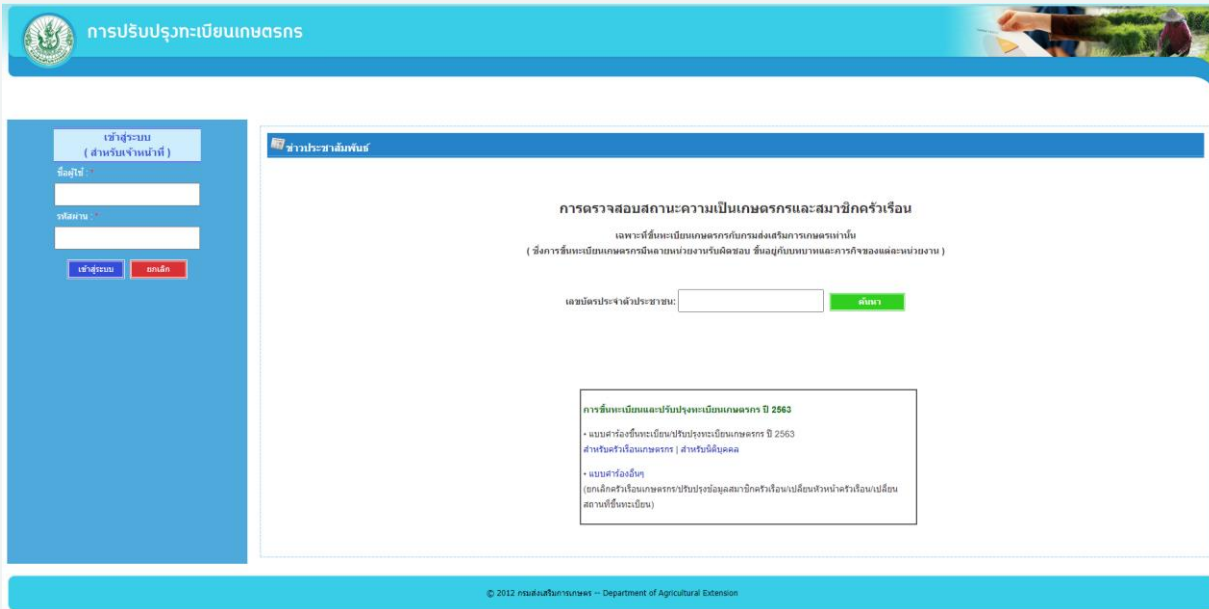 การปรับปรุงทะเบียนเกษตรกร
เข้าสู่ระบบ
( สำหรับเจ้าหน้าที่ )
ชื่อผู้ใช้ : *
รหัสผ่าน : *
เข้าสู่ระบบ ยกเลิก
ข่าวประชาสัมพันธ์
การตรวจสอบสถานะความเป็นเกษตรกรและสมาชิกครัวเรือน
เฉพาะที่ขึ้นทะเบียนเกษตรกรกับกรมส่งเสริมการเกษตรเท่านั้น
( ซึ่งการขึ้นทะเบียนเกษตรกรมีหลายหน่วยงานรับผิดชอบ ขึ้นอยู่กับบทบาทและภารกิจของแต่ละหน่วยงาน )
เลขบัตรประจำตัวประชาชน: ค้นหา
การขึ้นทะเบียนและปรับปรุงทะเบียนเกษตรกร ปี 2563
• แบบคำร้องขึ้นทะเบียน/ปรับปรุงทะเบียนเกษตรกร ปี 2563
สำหรับครัวเรือนเกษตรกร | สำหรับนิติบุคคล
• แบบคำร้องอื่นๆ
(ยกเลิกครัวเรือนเกษตรกร/ปรับปรุงข้อมูลสมาชิกครัวเรือน/เปลี่ยนหัวหน้าครัวเรือน/เปลี่ยน
สถานที่ขึ้นทะเบียน)
© 2012 กรมส่งเสริมการเกษตร -- Department of Agricultural Extension